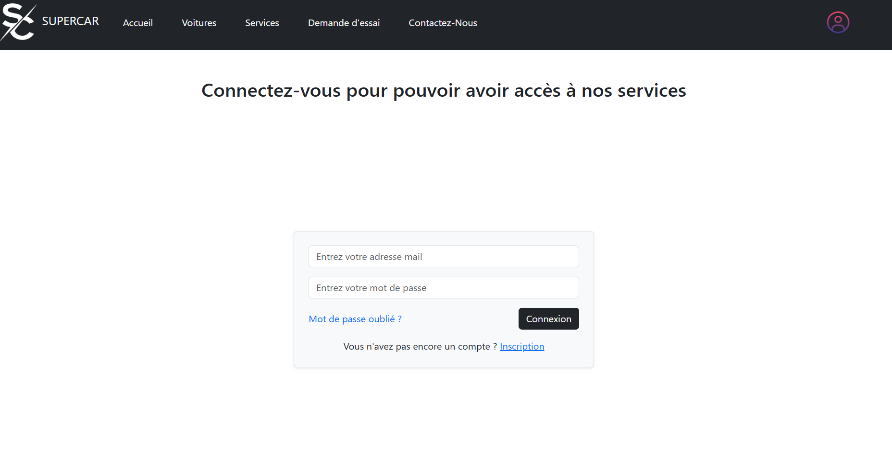 SC SUPERCAR Accueil Voitures Services Demande d'essai Contactez-Nous
Connectez-vous pour pouvoir avoir accès à nos services
Entrez votre adresse mail
Entrez votre mot de passe
Mot de passe oublié ? Connexion
Vous n'avez pas encore un compte ? Inscription